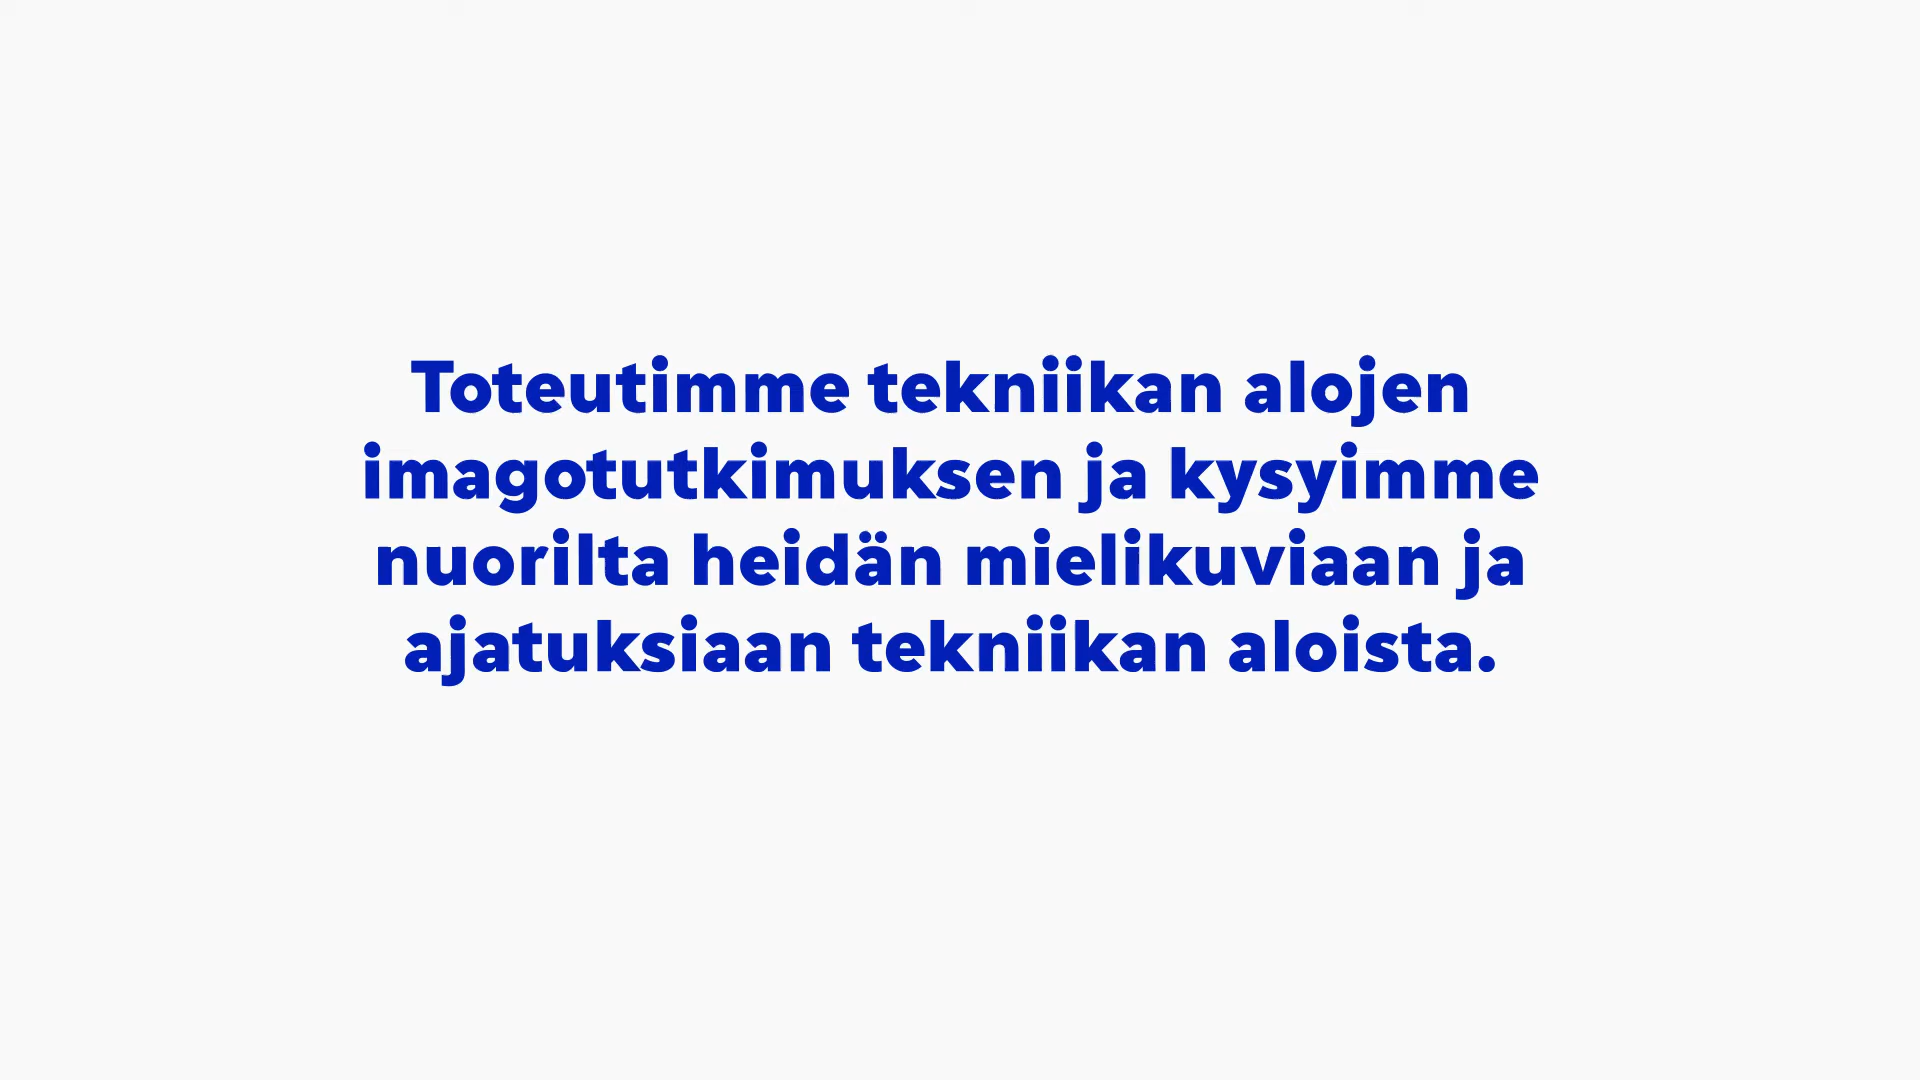 Toteutimme tekniikan alojen
imagotutkimuksen ja kysyimme
nuorilta heidän mielikuviaan ja
ajatuksiaan tekniikan aloista.